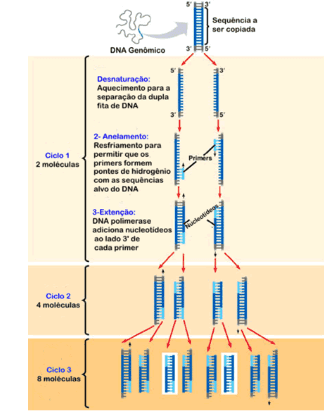 5' 3'
Sequência a
ser copiada
DNA Genômico
3' 5'
Desnaturação:
Aquecimento para a
separação da dupla
fita de DNA
5' 3'
3' 5'
Ciclo 1
2 moléculas
2- Anelamento:
Resfriamento para
permitir que os
primers formem
pontes de hidrogênio
com as sequências
alvo do DNA
Primers
3-Extenção:
DNA polimerase
adiciona nucleotídeos
ao lado 3' de
cada primer
Nucleotídeos
Ciclo 2
4 moléculas
Ciclo 3
8 moléculas